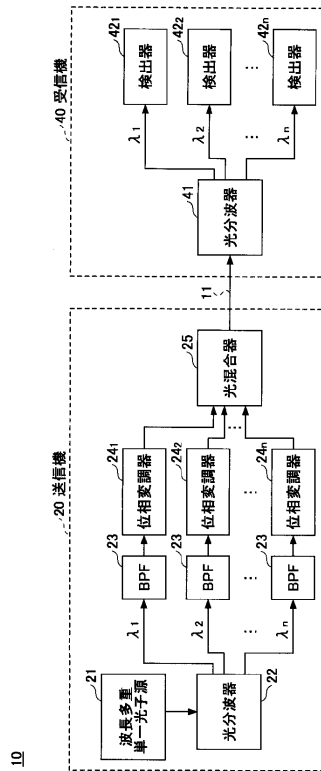 10
20 送信機
21
波長多重
単一光子源
光分波器
22
λ1
λ2
⋮
λn
23
BPF
23
BPF
⋮
23
BPF
241
位相変調器
242
位相変調器
⋮
24n
位相変調器
⋮
25
光混合器
11
40 受信機
41
光分波器
λ1
λ2
⋮
λn
421
検出器
422
検出器
⋮
42n
検出器